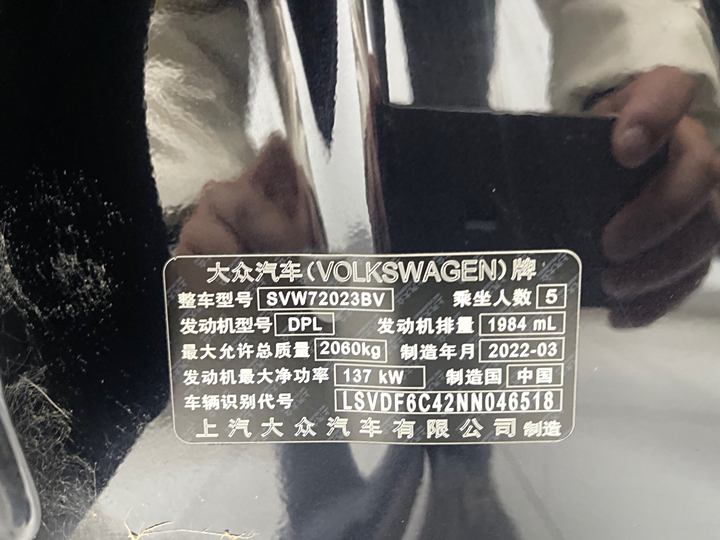 大众汽车(VOLKSWAGEN)牌
整车型号 SVW72023BV 乘坐人数 5
发动机型号 DPL 发动机排量 1984 mL
最大允许总质量 2060kg 制造年月 2022-03
发动机最大净功率 137 kW 制造国 中国
车辆识别代号 LSVDF6C42NN046518
上汽大众汽车有限公司 制造